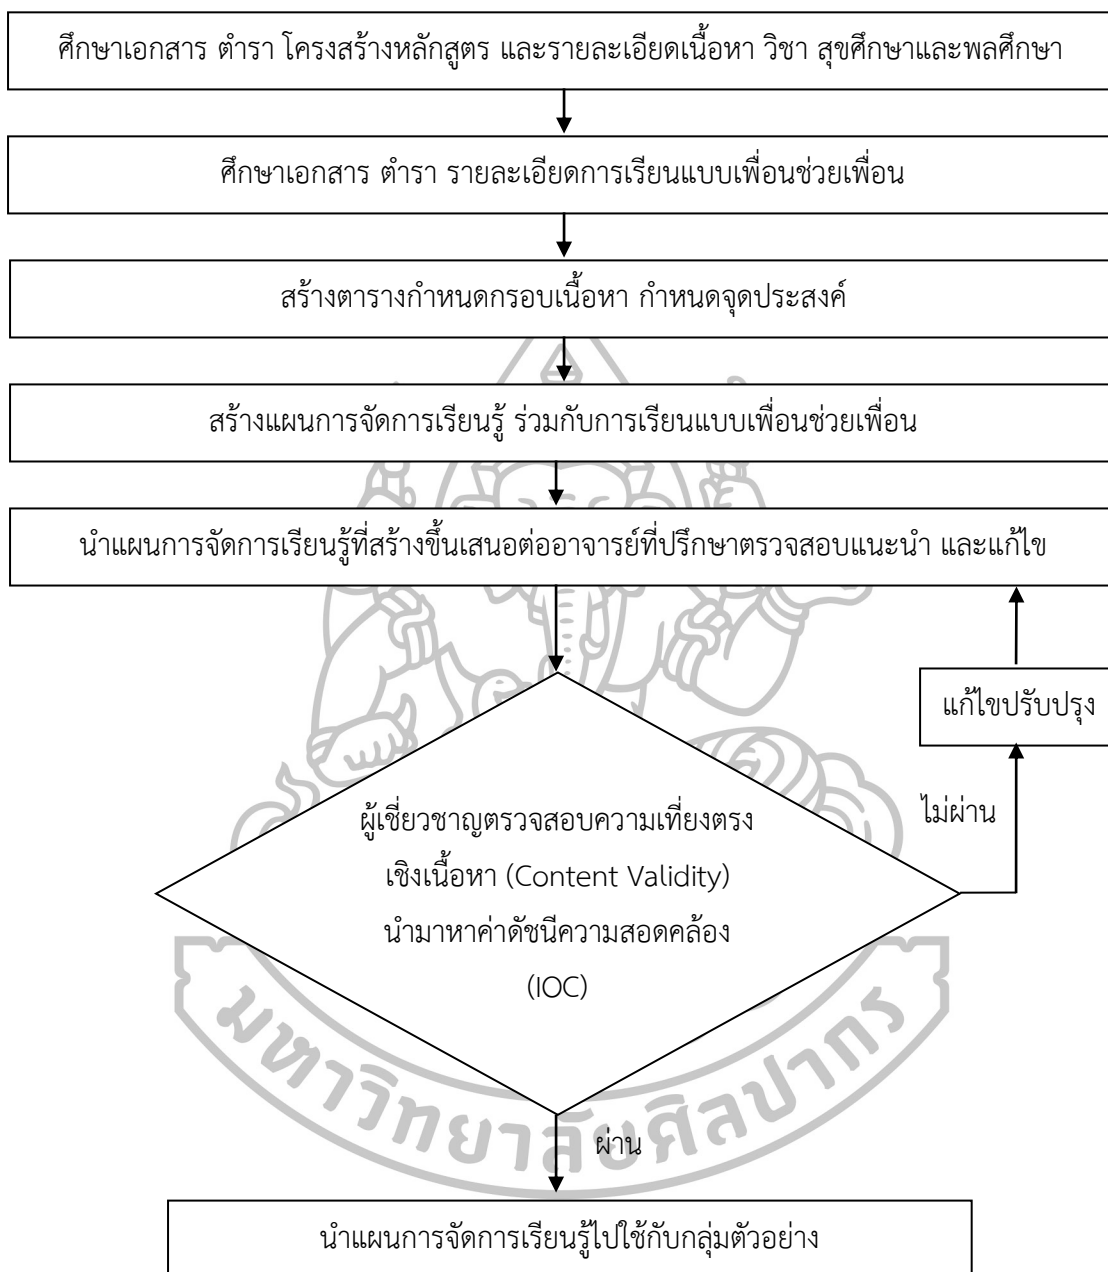 ศึกษาเอกสาร ตำรา โครงสร้างหลักสูตร และรายละเอียดเนื้อหา วิชา สุขศึกษาและพลศึกษา
ศึกษาเอกสาร ตำรา รายละเอียดการเรียนแบบเพื่อนช่วยเพื่อน
สร้างตารางกำหนดกรอบเนื้อหา กำหนดจุดประสงค์
สร้างแผนการจัดการเรียนรู้ ร่วมกับการเรียนแบบเพื่อนช่วยเพื่อน
นำแผนการจัดการเรียนรู้ที่สร้างขึ้นเสนอต่ออาจารย์ที่ปรึกษาตรวจสอบแนะนำ และแก้ไข
แก้ไขปรับปรุง
ไม่ผ่าน
ผู้เชี่ยวชาญตรวจสอบความเที่ยงตรง
เชิงเนื้อหา (Content Validity)
นำมาหาค่าดัชนีความสอดคล้อง
(IOC)
มหาวิทยาลัยศิลปากร
ผ่าน
นำแผนการจัดการเรียนรู้ไปใช้กับกลุ่มตัวอย่าง